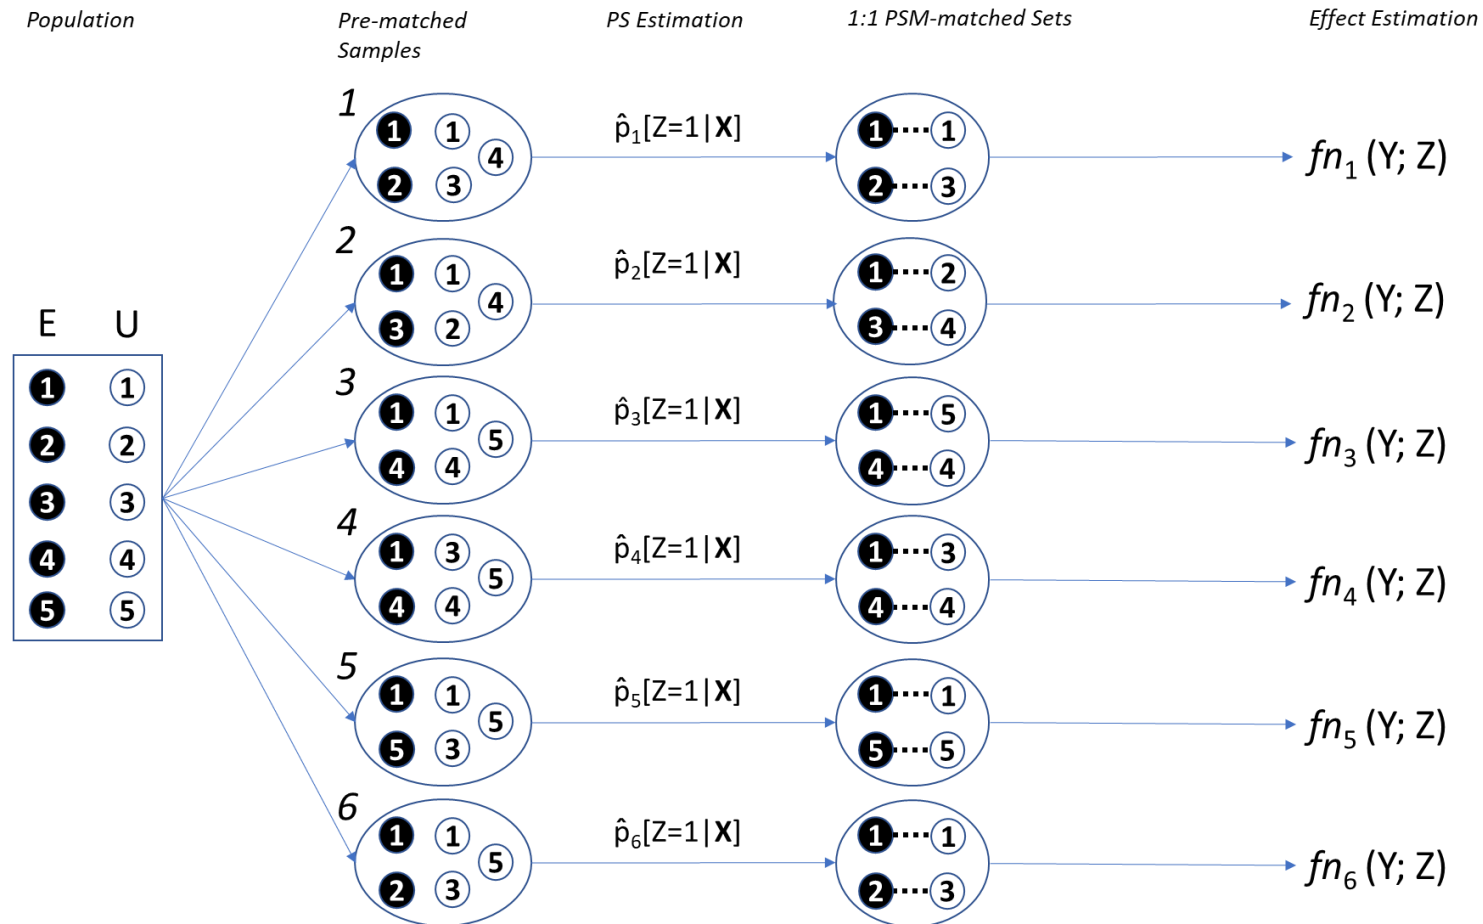 Population
Pre-matched
Samples
PS Estimation
1:1 PSM-matched Sets
Effect Estimation
E U
1 1
2 2
3 3
4 4
5 5
1
1 1 4
2 3
p̂₁[Z=1|X]
1 1
2 3
fn₁ (Y; Z)
2
1 1 4
3 2
p̂₂[Z=1|X]
1 2
3 4
fn₂ (Y; Z)
3
1 1 5
4 4
p̂₃[Z=1|X]
1 5
4 4
fn₃ (Y; Z)
4
1 3 5
4 4
p̂₄[Z=1|X]
1 3
4 4
fn₄ (Y; Z)
5
1 1 5
5 3
p̂₅[Z=1|X]
1 1
5 5
fn₅ (Y; Z)
6
1 1 5
2 3
p̂₆[Z=1|X]
1 1
2 3
fn₆ (Y; Z)